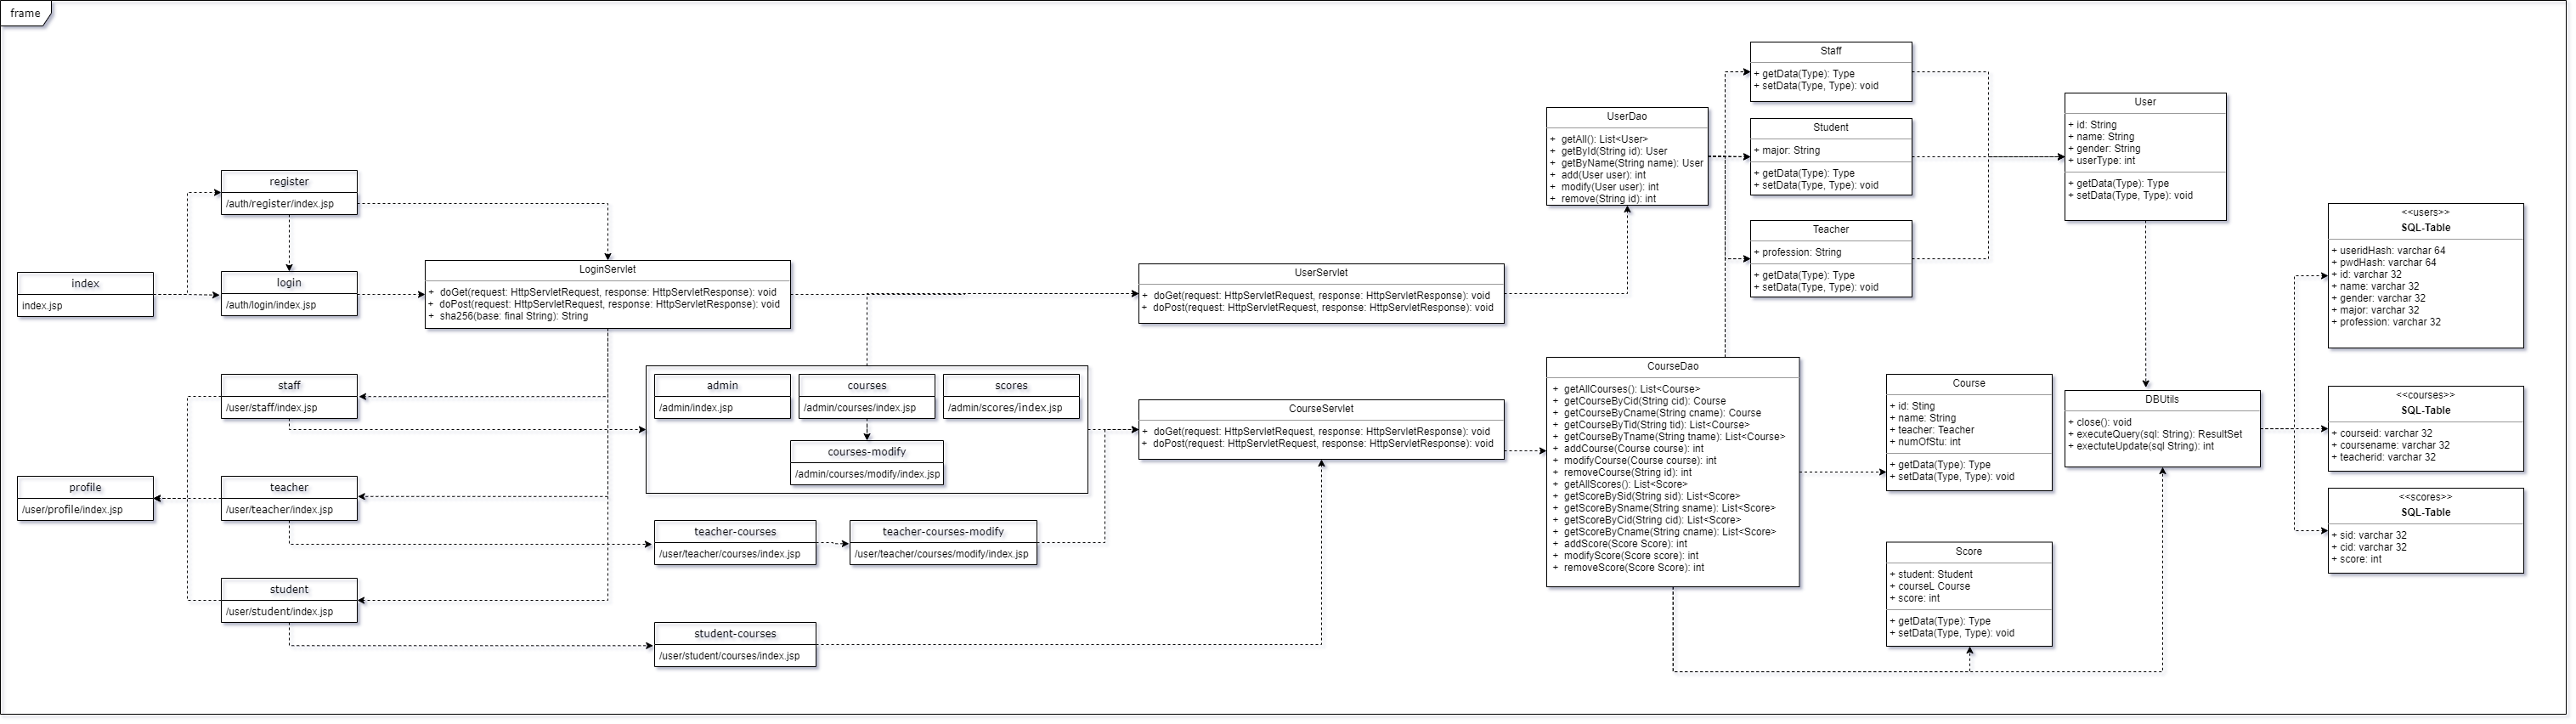 frame
index
index.jsp
register
/auth/register/index.jsp
login
/auth/login/index.jsp
staff
/user/staff/index.jsp
profile
/user/profile/index.jsp
teacher
/user/teacher/index.jsp
student
/user/student/index.jsp
LoginServlet
+ doGet(request: HttpServletRequest, response: HttpServletResponse): void
+ doPost(request: HttpServletRequest, response: HttpServletResponse): void
+ sha256(base: final String): String
admin
/admin/index.jsp
courses
/admin/courses/index.jsp
scores
/admin/scores/index.jsp
courses-modify
/admin/courses/modify/index.jsp
teacher-courses
/user/teacher/courses/index.jsp
teacher-courses-modify
/user/teacher/courses/modify/index.jsp
student-courses
/user/student/courses/index.jsp
UserServlet
+ doGet(request: HttpServletRequest, response: HttpServletResponse): void
+ doPost(request: HttpServletRequest, response: HttpServletResponse): void
CourseServlet
+ doGet(request: HttpServletRequest, response: HttpServletResponse): void
+ doPost(request: HttpServletRequest, response: HttpServletResponse): void
UserDao
+ getAll(): List<User>
+ getById(String id): User
+ getByName(String name): User
+ add(User user): int
+ modify(User user): int
+ remove(String id): int
CourseDao
+ getAllCourses(): List<Course>
+ getCourseByCid(String cid): Course
+ getCourseByCname(String cname): Course
+ getCourseByTid(String tid): List<Course>
+ getCourseByTname(String tname): List<Course>
+ addCourse(Course course): int
+ modifyCourse(Course course): int
+ removeCourse(String id): int
+ getAllScores(): List<Score>
+ getScoreBySid(String sid): List<Score>
+ getScoreBySname(String sname): List<Score>
+ getScoreByCid(String cid): List<Score>
+ getScoreByCname(String cname): List<Score>
+ addScore(Score Score): int
+ modifyScore(Score score): int
+ removeScore(Score Score): int
Staff
+ getData(Type): Type
+ setData(Type, Type): void
Student
+ major: String
+ getData(Type): Type
+ setData(Type, Type): void
Teacher
+ profession: String
+ getData(Type): Type
+ setData(Type, Type): void
Course
+ id: Sting
+ name: String
+ teacher: Teacher
+ numOfStu: int
+ getData(Type): Type
+ setData(Type, Type): void
Score
+ student: Student
+ courseL Course
+ score: int
+ getData(Type): Type
+ setData(Type, Type): void
User
+ id: String
+ name: String
+ gender: String
+ userType: int
+ getData(Type): Type
+ setData(Type, Type): void
DBUtils
+ close(): void
+ executeQuery(sql: String): ResultSet
+ exectuteUpdate(sql String): int
<<users>>
SQL-Table
+ useridHash: varchar 64
+ pwdHash: varchar 64
+ id: varchar 32
+ name: varchar 32
+ gender: varchar 32
+ major: varchar 32
+ profession: varchar 32
<<courses>>
SQL-Table
+ courseid: varchar 32
+ coursename: varchar 32
+ teacherid: varchar 32
<<scores>>
SQL-Table
+ sid: varchar 32
+ cid: varchar 32
+ score: int